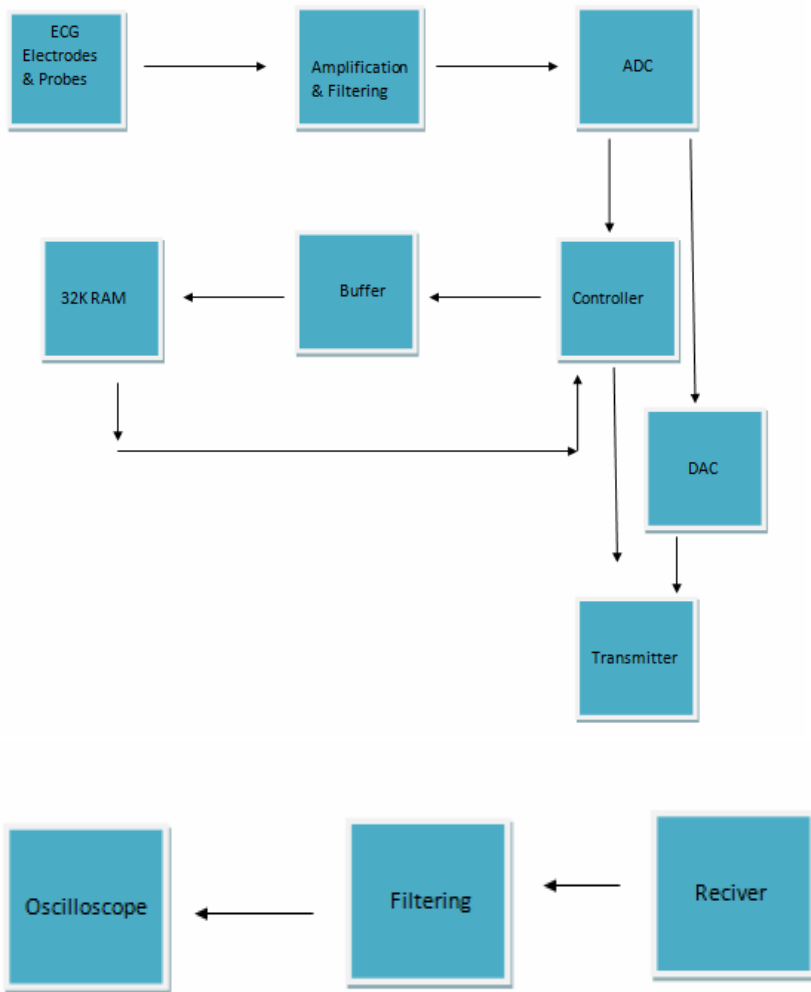 ECG
Electrodes
& Probes
Amplification
& Filtering
ADC
32K RAM
Buffer
Controller
DAC
Transmitter
Oscilloscope
Filtering
Reciver